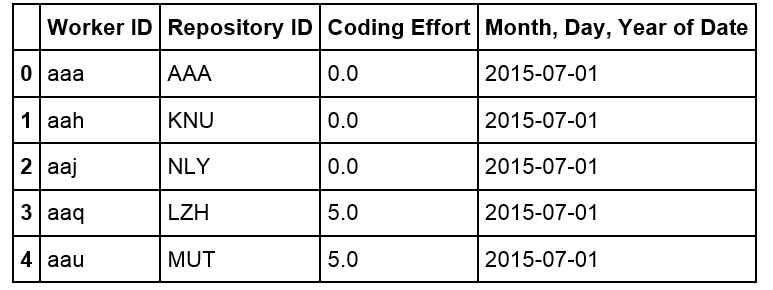 Worker ID Repository ID Coding Effort Month, Day, Year of Date
0 aaa AAA 0.0 2015-07-01
1 aah KNU 0.0 2015-07-01
2 aaj NLY 0.0 2015-07-01
3 aaq LZH 5.0 2015-07-01
4 aau MUT 5.0 2015-07-01